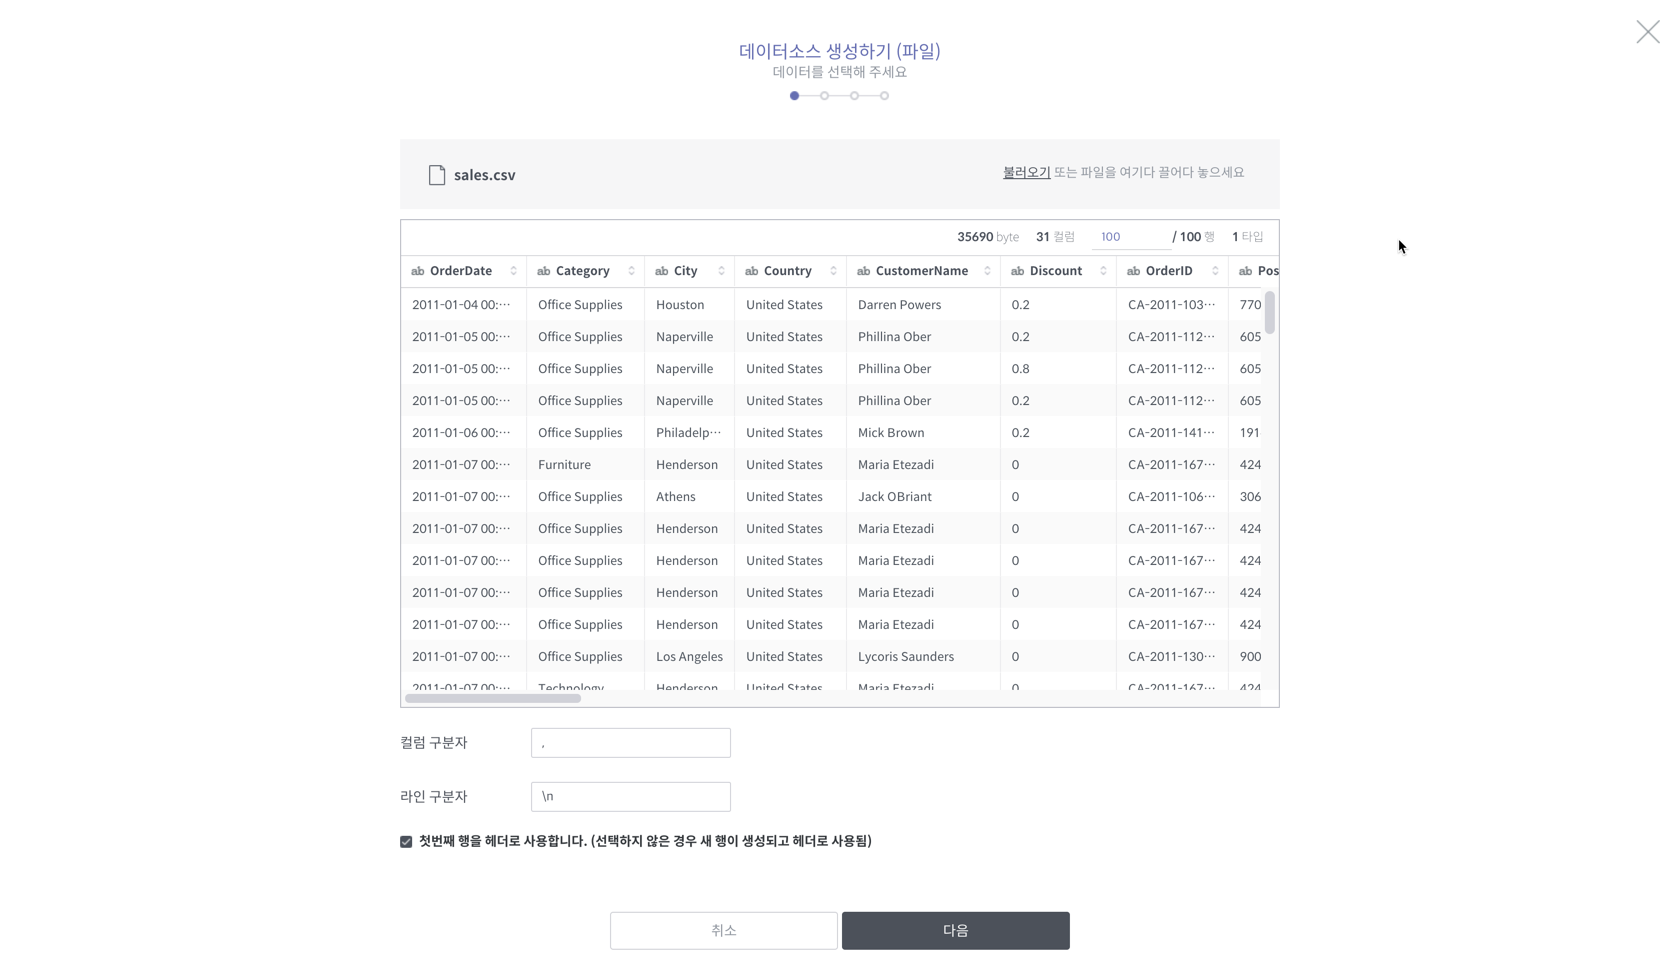 데이터소스 생성하기 (파일)
데이터를 선택해 주세요
sales.csv 불러오기 또는 파일을 여기다 끌어다 놓으세요
35690 byte 31 컬럼 100 / 100 행 1 타입
ab OrderDate ab Category ab City ab Country ab CustomerName ab Discount ab OrderID ab Pos
2011-01-04 00:··· Office Supplies Houston United States Darren Powers 0.2 CA-2011-103··· 770
2011-01-05 00:··· Office Supplies Naperville United States Phillina Ober 0.2 CA-2011-112··· 605
2011-01-05 00:··· Office Supplies Naperville United States Phillina Ober 0.8 CA-2011-112··· 605
2011-01-05 00:··· Office Supplies Naperville United States Phillina Ober 0.2 CA-2011-112··· 605
2011-01-06 00:··· Office Supplies Philadelp··· United States Mick Brown 0.2 CA-2011-141··· 191
2011-01-07 00:··· Furniture Henderson United States Maria Etezadi 0 CA-2011-167··· 424
2011-01-07 00:··· Office Supplies Athens United States Jack OBriant 0 CA-2011-106··· 306
2011-01-07 00:··· Office Supplies Henderson United States Maria Etezadi 0 CA-2011-167··· 424
2011-01-07 00:··· Office Supplies Henderson United States Maria Etezadi 0 CA-2011-167··· 424
2011-01-07 00:··· Office Supplies Henderson United States Maria Etezadi 0 CA-2011-167··· 424
2011-01-07 00:··· Office Supplies Henderson United States Maria Etezadi 0 CA-2011-167··· 424
2011-01-07 00:··· Office Supplies Los Angeles United States Lycoris Saunders 0 CA-2011-130··· 900
2011-01-07 00:··· Technology Henderson United States Maria Etezadi 0 CA-2011-167··· 424
컬럼 구분자 ,
라인 구분자 \n
첫번째 행을 헤더로 사용합니다. (선택하지 않은 경우 새 행이 생성되고 헤더로 사용됨)
취소 다음